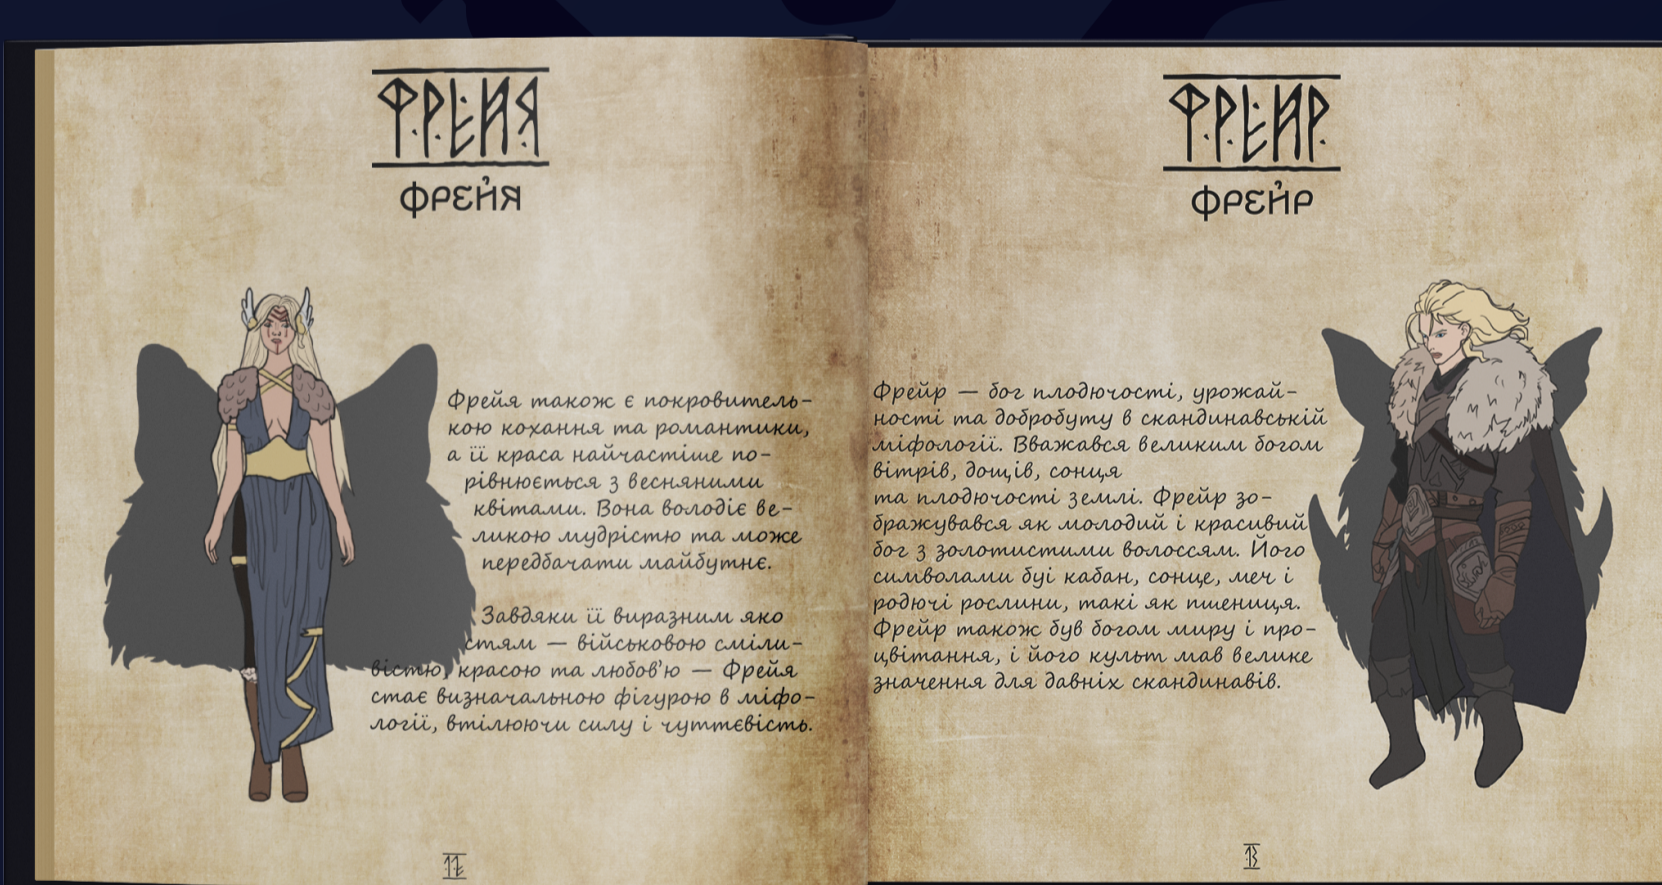 ФРЕЙЯ
ФРЕЙЯ
Фрейя також є покровитель-
кою кохання та романтики,
а її краса найчастіше по-
рівнюється з весняними
квітами. Вона володіє ве-
ликою мудрістю та може
передбачати майбутнє.
Завдяки її виразним яко
стям — військовою сміли-
вістю, красою та любов'ю — Фрейя
стає визначальною фігурою в міфо-
логії, втілюючи силу і чуттєвість.
12
ФРЕЙР
ФРЕЙР
Фрейр — бог плодючості, урожай-
ності та добробуту в скандинавській
міфології. Вважався великим богом
вітрів, дощів, сонця
та плодючості землі. Фрейр зо-
бражувався як молодий і красивий
бог з золотистими волоссям. Його
символами буі кабан, сонце, меч і
родючі рослини, такі як пшениця.
Фрейр також був богом миру і про-
цвітання, і його культ мав велике
значення для давніх скандинавів.
13